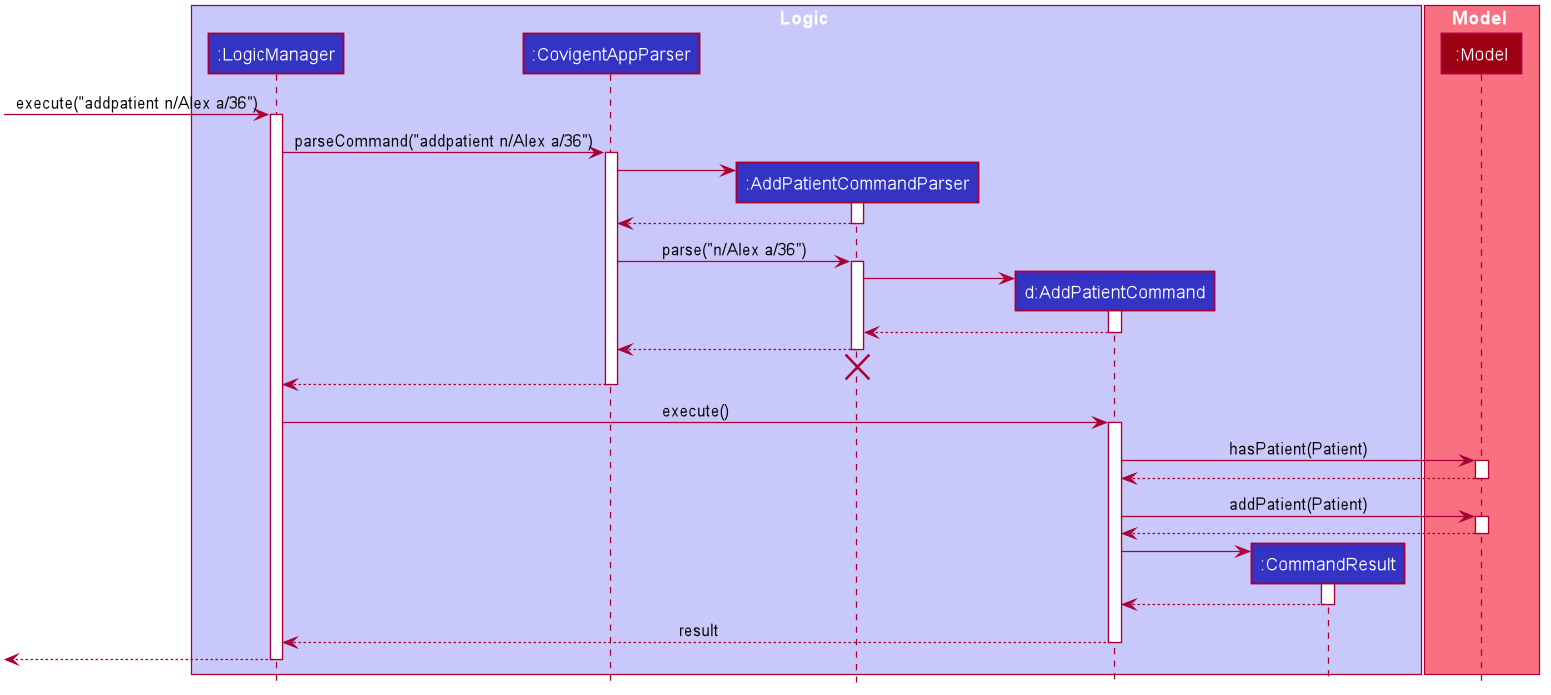 Logic
Model
:LogicManager
:CovigentAppParser
:Model
execute("addpatient n/Alex a/36")
parseCommand("addpatient n/Alex a/36")
:AddPatientCommandParser
parse("n/Alex a/36")
d:AddPatientCommand
execute()
hasPatient(Patient)
addPatient(Patient)
:CommandResult
result